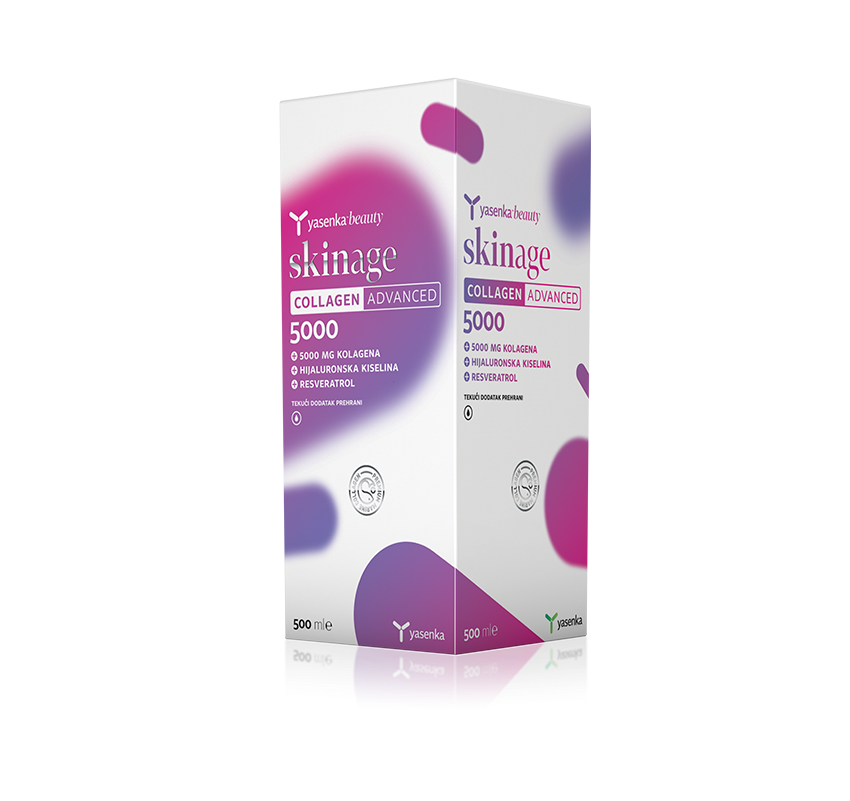 yasenka:beauty
skinage
COLLAGEN ADVANCED
5000
5000 MG KOLAGENA
HIJALURONSKA KISELINA
RESVERATROL
TEKUĆI DODATAK PREHRANI
500 ml℮
yasenka
yasenka:beauty
skinage
COLLAGEN ADVANCED
5000
5000 MG KOLAGENA
HIJALURONSKA KISELINA
RESVERATROL
TEKUĆI DODATAK PREHRANI
500 ml℮
yasenka